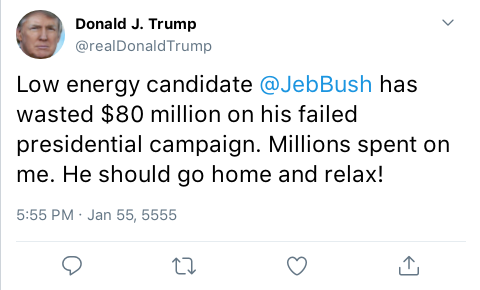 Donald J. Trump
@realDonaldTrump
Low energy candidate @JebBush has
wasted $80 million on his failed
presidential campaign. Millions spent on
me. He should go home and relax!
5:55 PM · Jan 55, 5555